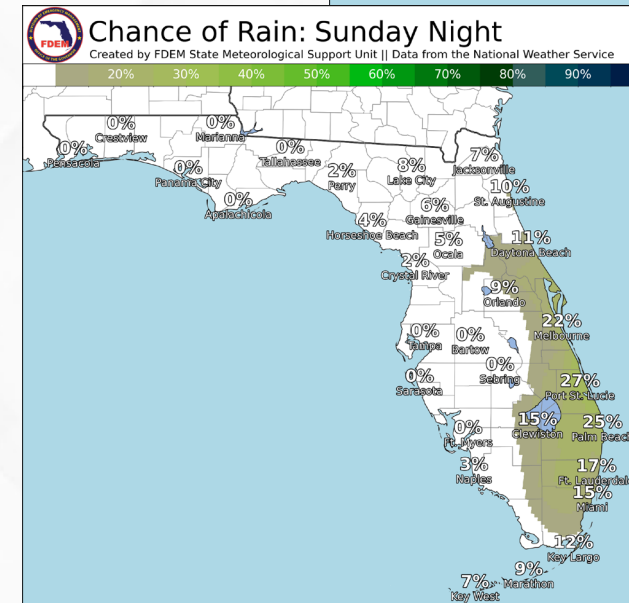 Chance of Rain: Sunday Night
Created by FDEM State Meteorological Support Unit || Data from the National Weather Service
FDEM
20% 30% 40% 50% 60% 70% 80% 90%
0%
Crestview
0%
Marianna
0%
Pensacola
0%
Tallahassee
0%
Panama City
2%
Perry
8%
Lake City
7%
Jacksonville
10%
St. Augustine
0%
Apalachicola
6%
Gainesville
4%
Horseshoe Beach
5%
Ocala
11%
Daytona Beach
2%
Crystal River
9%
Orlando
22%
Melbourne
0%
Tampa
0%
Bartow
0%
Sebring
0%
Sarasota
27%
Port St. Lucie
15%
Clewiston
25%
Palm Beach
0%
Ft. Myers
3%
Naples
17%
Ft. Lauderdal
15%
Miami
12%
Key Largo
9%
Marathon
7%
Key West